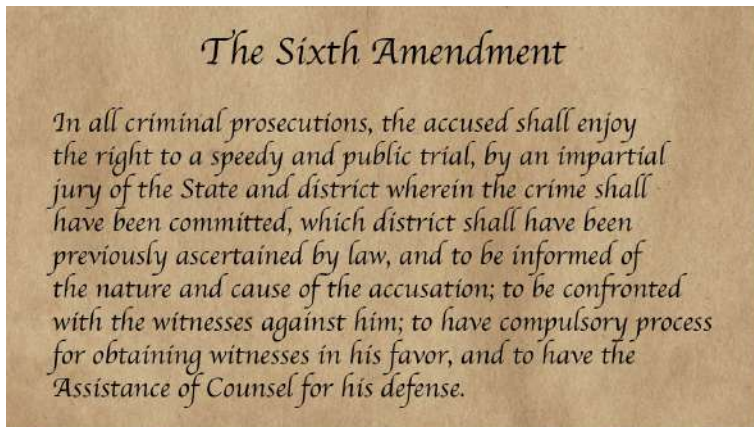 The Sixth Amendment
In all criminal prosecutions, the accused shall enjoy
the right to a speedy and public trial, by an impartial
jury of the State and district wherein the crime shall
have been committed, which district shall have been
previously ascertained by law, and to be informed of
the nature and cause of the accusation; to be confronted
with the witnesses against him; to have compulsory process
for obtaining witnesses in his favor, and to have the
Assistance of Counsel for his defense.